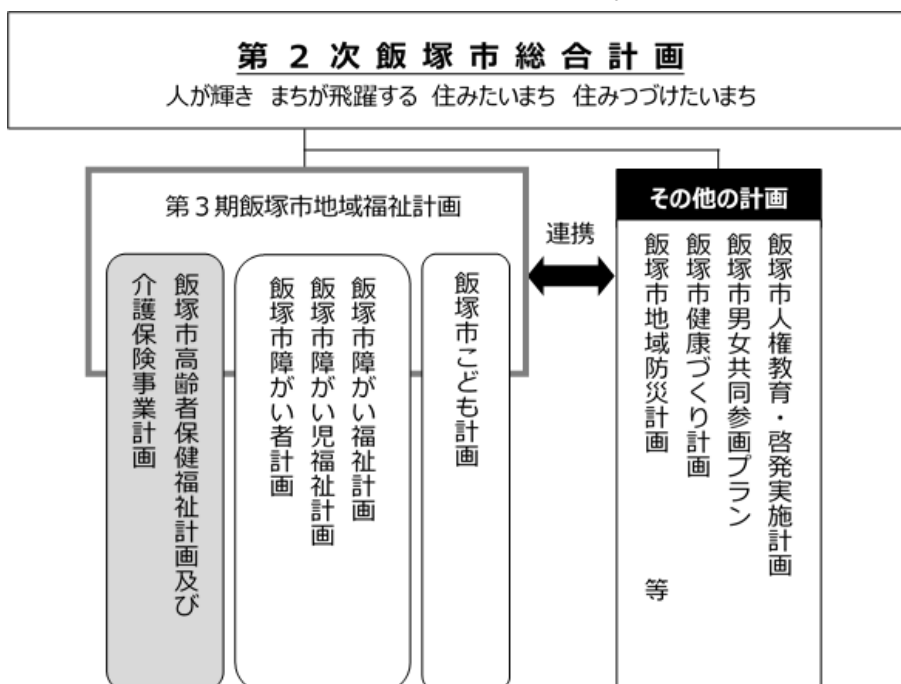 第２次飯塚市総合計画
人が輝き まちが飛躍する 住みたいまち 住みつづけたいまち
第３期飯塚市地域福祉計画
飯塚市高齢者保健福祉計画及び
介護保険事業計画
飯塚市障がい福祉計画
飯塚市障がい児福祉計画
飯塚市障がい者計画
飯塚市こども計画
連携
その他の計画
飯塚市人権教育・啓発実施計画
飯塚市男女共同参画プラン
飯塚市健康づくり計画
飯塚市地域防災計画 等